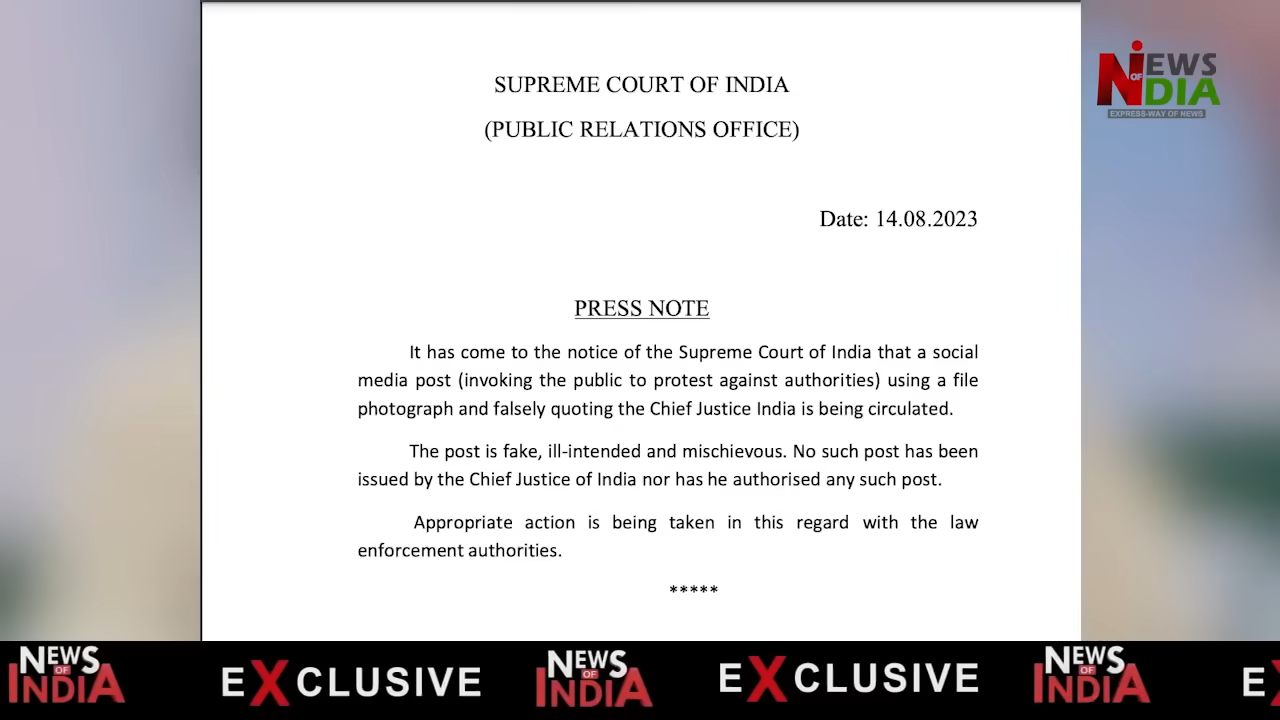 SUPREME COURT OF INDIA
(PUBLIC RELATIONS OFFICE)
NEWS
OF
INDIA
EXPRESS-WAY OF NEWS
Date: 14.08.2023
PRESS NOTE
It has come to the notice of the Supreme Court of India that a social
media post (invoking the public to protest against authorities) using a file
photograph and falsely quoting the Chief Justice India is being circulated.
The post is fake, ill-intended and mischievous. No such post has been
issued by the Chief Justice of India nor has he authorised any such post.
Appropriate action is being taken in this regard with the law
enforcement authorities.
*****
NEWS
OF
INDIA
EXCLUSIVE
NEWS
OF
INDIA
EXCLUSIVE
NEWS
OF
INDIA
E